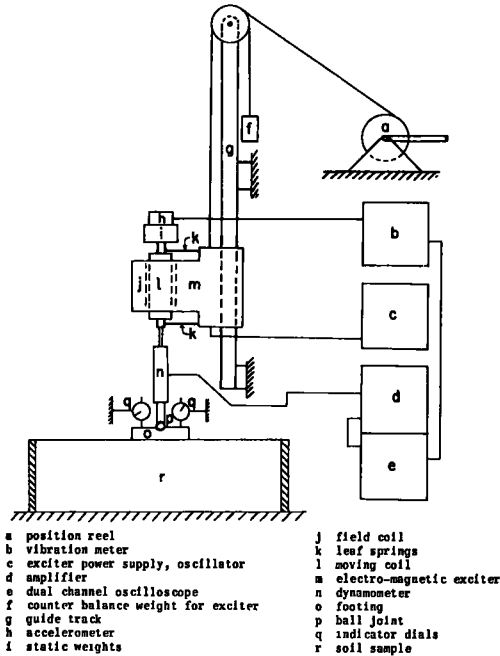 f
a
g
h
i
k
b
j
l
m
c
k
n
d
q
p
q
o
e
r
a position reel
b vibration meter
c exciter power supply, oscillator
d amplifier
e dual channel oscilloscope
f counter balance weight for exciter
g guide track
h accelerometer
i static weights
j field coil
k leaf springs
l moving coil
m electro-magnetic exciter
n dynamometer
o footing
p ball joint
q indicator dials
r soil sample